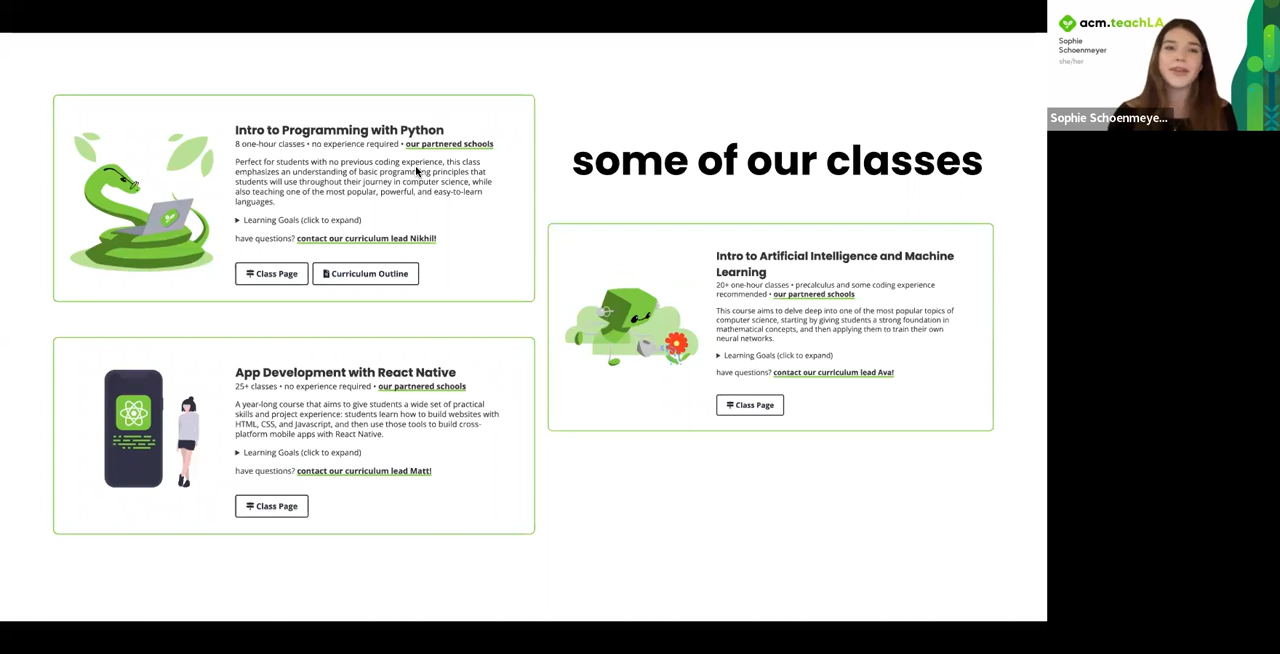 Intro to Programming with Python
8 one-hour classes • no experience required • our partnered schools
Perfect for students with no previous coding experience, this class
emphasizes an understanding of basic programming principles that
students will use throughout their journey in computer science, while
also teaching one of the most popular, powerful, and easy-to-learn
languages.
Learning Goals (click to expand)
have questions? contact our curriculum lead Nikhil!
Class Page
Curriculum Outline
App Development with React Native
25+ classes • no experience required • our partnered schools
A year-long course that aims to give students a wide set of practical
skills and project experience: students learn how to build websites with
HTML, CSS, and Javascript, and then use those tools to build cross-
platform mobile apps with React Native.
Learning Goals (click to expand)
have questions? contact our curriculum lead Matt!
Class Page
some of our classes
Intro to Artificial Intelligence and Machine
Learning
20+ one-hour classes • precalculus and some coding experience
recommended • our partnered schools
This course aims to delve deep into one of the most popular topics of
computer science, starting by giving students a strong foundation in
mathematical concepts, and then applying them to train their own
neural networks.
Learning Goals (click to expand)
have questions? contact our curriculum lead Ava!
Class Page
acm.teachLA
Sophie
Schoenmeyer
she/her
Sophie Schoenmeye...